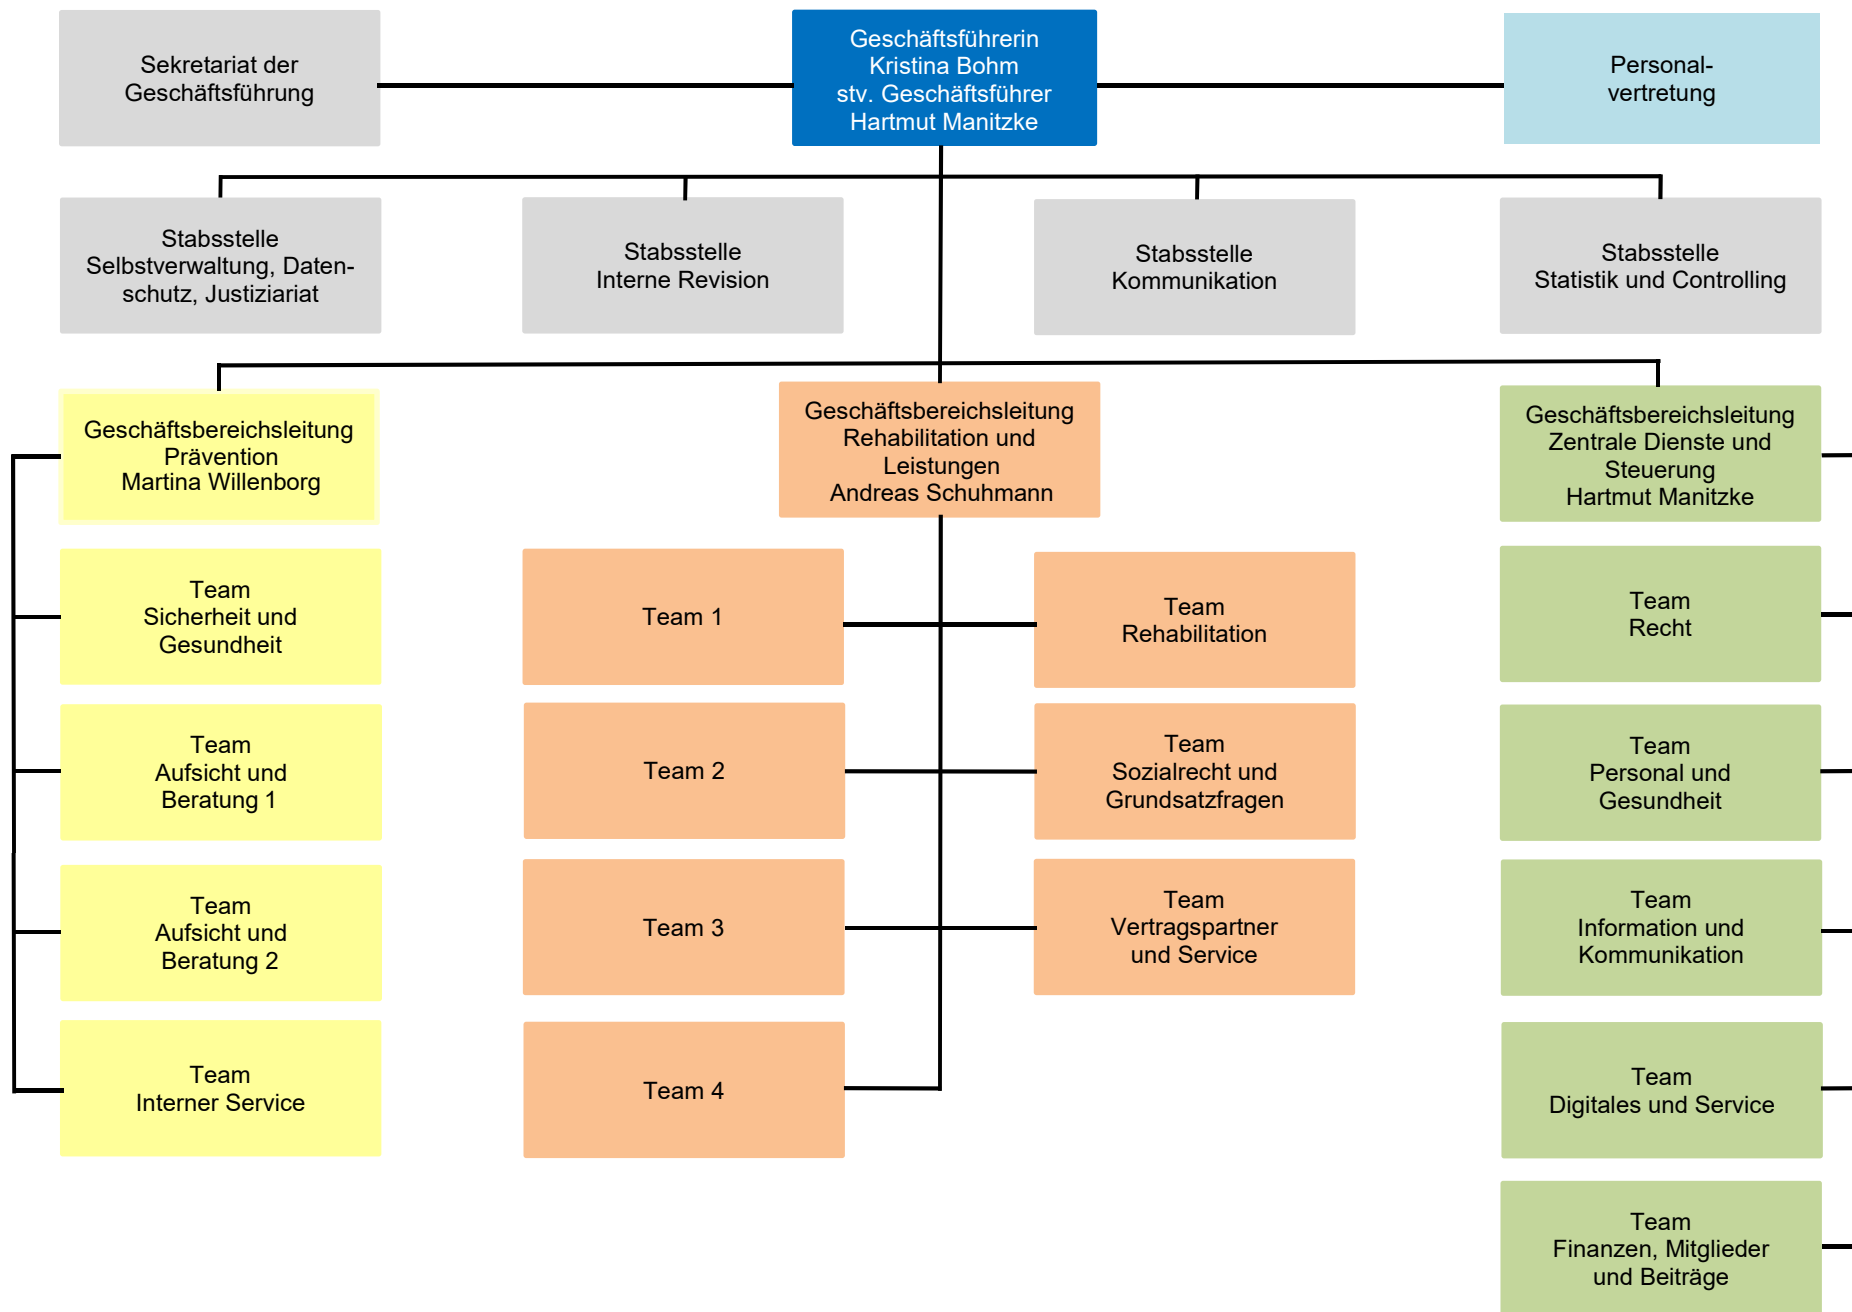 Sekretariat der
Geschäftsführung
Geschäftsführerin
Kristina Bohm
stv. Geschäftsführer
Hartmut Manitzke
Personal-
vertretung
Stabsstelle
Selbstverwaltung, Daten-
schutz, Justiziariat
Stabsstelle
Interne Revision
Stabsstelle
Kommunikation
Stabsstelle
Statistik und Controlling
Geschäftsbereichsleitung
Prävention
Martina Willenborg
Geschäftsbereichsleitung
Rehabilitation und
Leistungen
Andreas Schuhmann
Geschäftsbereichsleitung
Zentrale Dienste und
Steuerung
Hartmut Manitzke
Team
Sicherheit und
Gesundheit
Team 1
Team
Rehabilitation
Team
Recht
Team
Aufsicht und
Beratung 1
Team 2
Team
Sozialrecht und
Grundsatzfragen
Team
Personal und
Gesundheit
Team
Aufsicht und
Beratung 2
Team 3
Team
Vertragspartner
und Service
Team
Information und
Kommunikation
Team
Interner Service
Team 4
Team
Digitales und Service
Team
Finanzen, Mitglieder
und Beiträge